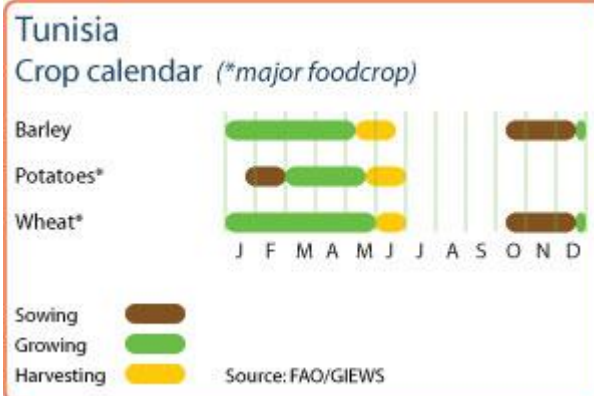 Tunisia
Crop calendar (*major foodcrop)
Barley
Potatoes*
Wheat*
J F M A M J J A S O N D
Sowing
Growing
Harvesting
Source: FAO/GIEWS